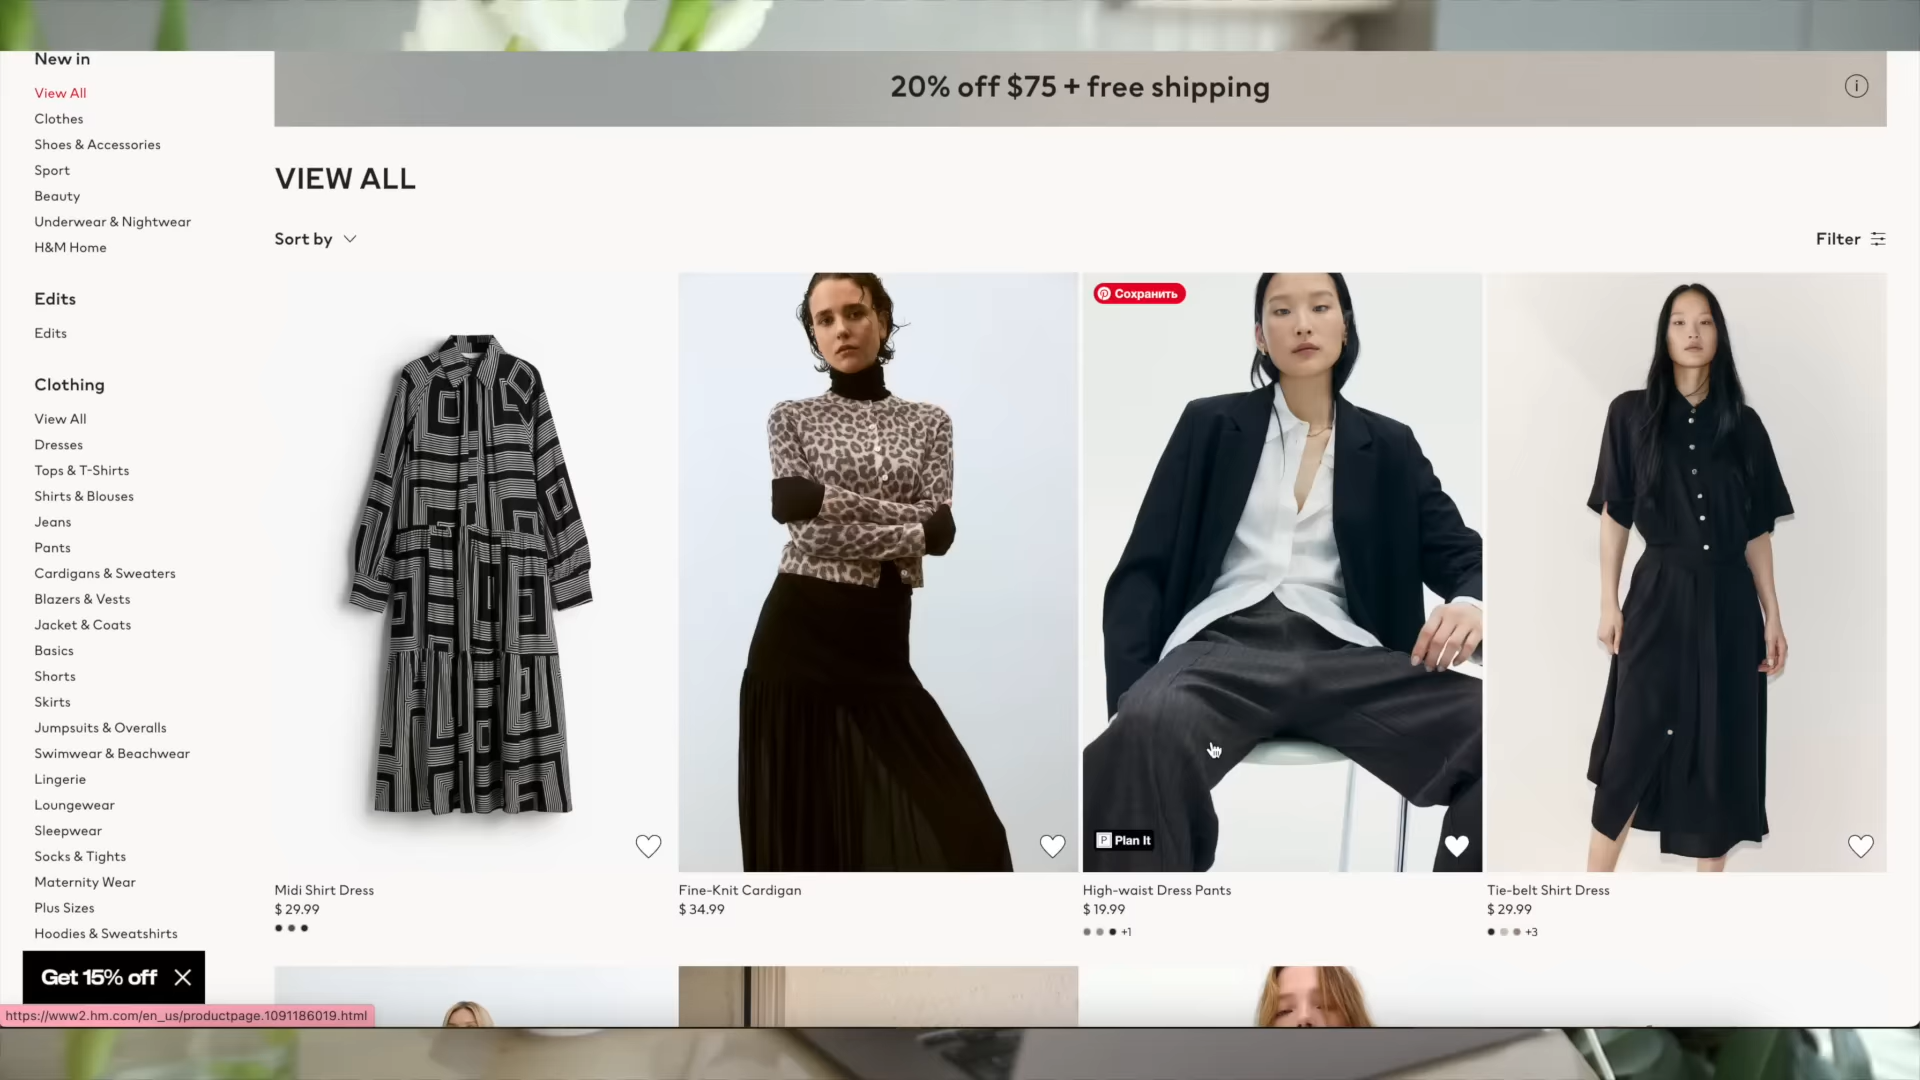 New in
View All
Clothes
Shoes & Accessories
Sport
Beauty
Underwear & Nightwear
H&M Home
Edits
Edits
Clothing
View All
Dresses
Tops & T-Shirts
Shirts & Blouses
Jeans
Pants
Cardigans & Sweaters
Blazers & Vests
Jacket & Coats
Basics
Shorts
Skirts
Jumpsuits & Overalls
Swimwear & Beachwear
Lingerie
Loungewear
Sleepwear
Socks & Tights
Maternity Wear
Plus Sizes
Hoodies & Sweatshirts
Get 15% off
https://www2.hm.com/en_us/productpage.1091186019.html
20% off $75 + free shipping
VIEW ALL
Sort by
Filter
Сохранить
P Plan It
Midi Shirt Dress
$ 29.99
Fine-Knit Cardigan
$ 34.99
High-waist Dress Pants
$ 19.99
+1
Tie-belt Shirt Dress
$ 29.99
+3